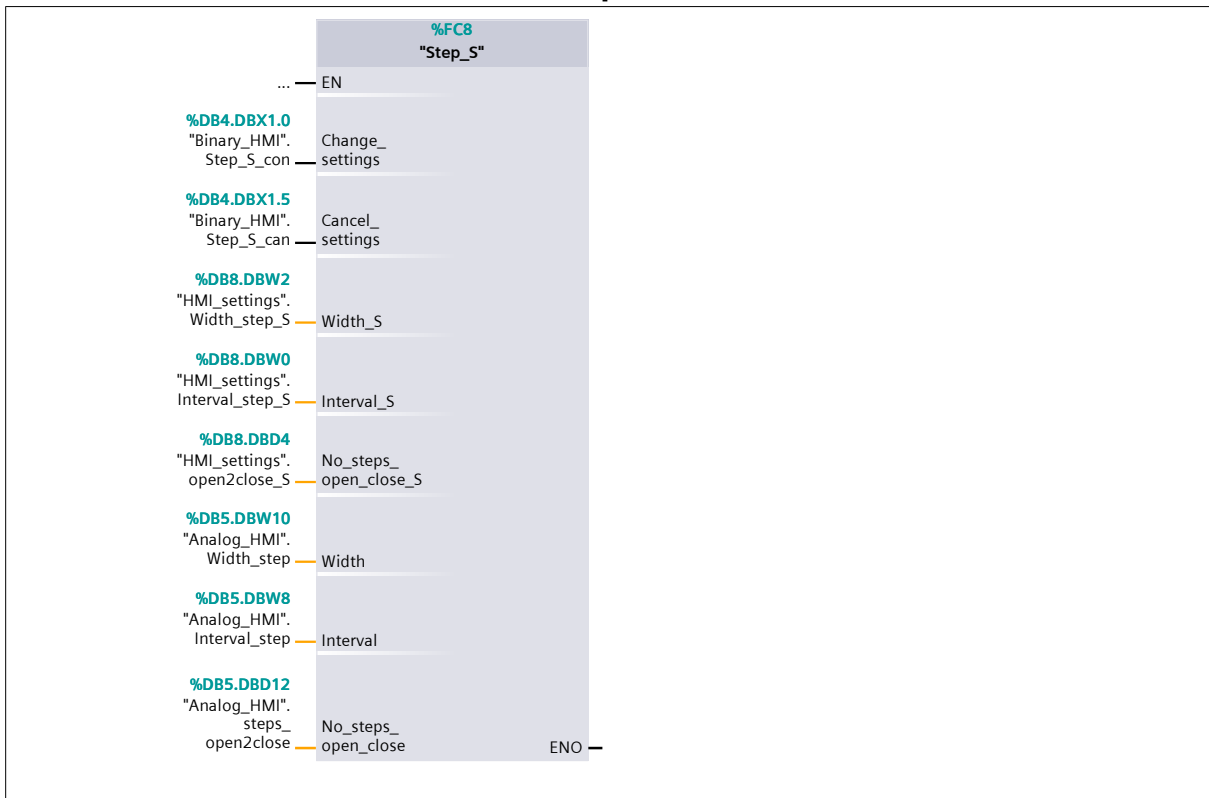 %FC8
"Step_S"
... EN
%DB4.DBX1.0
"Binary_HMI".
Step_S_con
Change_
settings
%DB4.DBX1.5
"Binary_HMI".
Step_S_can
Cancel_
settings
%DB8.DBW2
"HMI_settings".
Width_step_S
Width_S
%DB8.DBW0
"HMI_settings".
Interval_step_S
Interval_S
%DB8.DBD4
"HMI_settings".
open2close_S
No_steps_
open_close_S
%DB5.DBW10
"Analog_HMI".
Width_step
Width
%DB5.DBW8
"Analog_HMI".
Interval_step
Interval
%DB5.DBD12
"Analog_HMI".
steps_
open2close
No_steps_
open_close
ENO